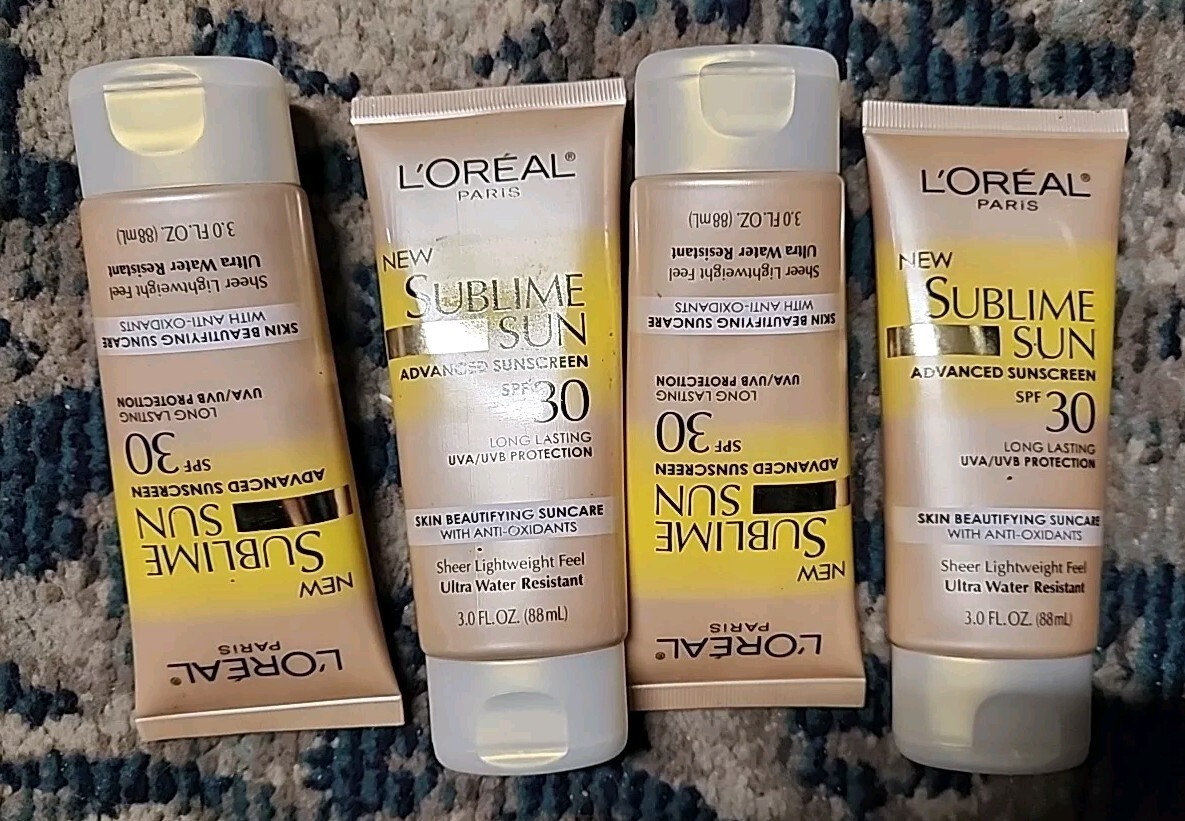 3.0 FL.OZ. (88mL)
Ultra Water Resistant
Sheer Lightweight Feel
WITH ANTI-OXIDANTS
SKIN BEAUTIFYING SUNCARE
UVA/UVB PROTECTION
LONG LASTING
SPF 30
ADVANCED SUNSCREEN
SUN
SUBLIME
NEW
PARIS
L'ORÉAL®
L'ORÉAL®
PARIS
NEW
SUBLIME
SUN
ADVANCED SUNSCREEN
SPF 30
LONG LASTING
UVA/UVB PROTECTION
SKIN BEAUTIFYING SUNCARE
WITH ANTI-OXIDANTS
Sheer Lightweight Feel
Ultra Water Resistant
3.0 FL.OZ. (88mL)
3.0 FL.OZ. (88mL)
Ultra Water Resistant
Sheer Lightweight Feel
WITH ANTI-OXIDANTS
SKIN BEAUTIFYING SUNCARE
UVA/UVB PROTECTION
LONG LASTING
SPF 30
ADVANCED SUNSCREEN
SUN
SUBLIME
NEW
PARIS
L'ORÉAL®
L'ORÉAL®
PARIS
NEW
SUBLIME
SUN
ADVANCED SUNSCREEN
SPF 30
LONG LASTING
UVA/UVB PROTECTION
SKIN BEAUTIFYING SUNCARE
WITH ANTI-OXIDANTS
Sheer Lightweight Feel
Ultra Water Resistant
3.0 FL.OZ. (88mL)